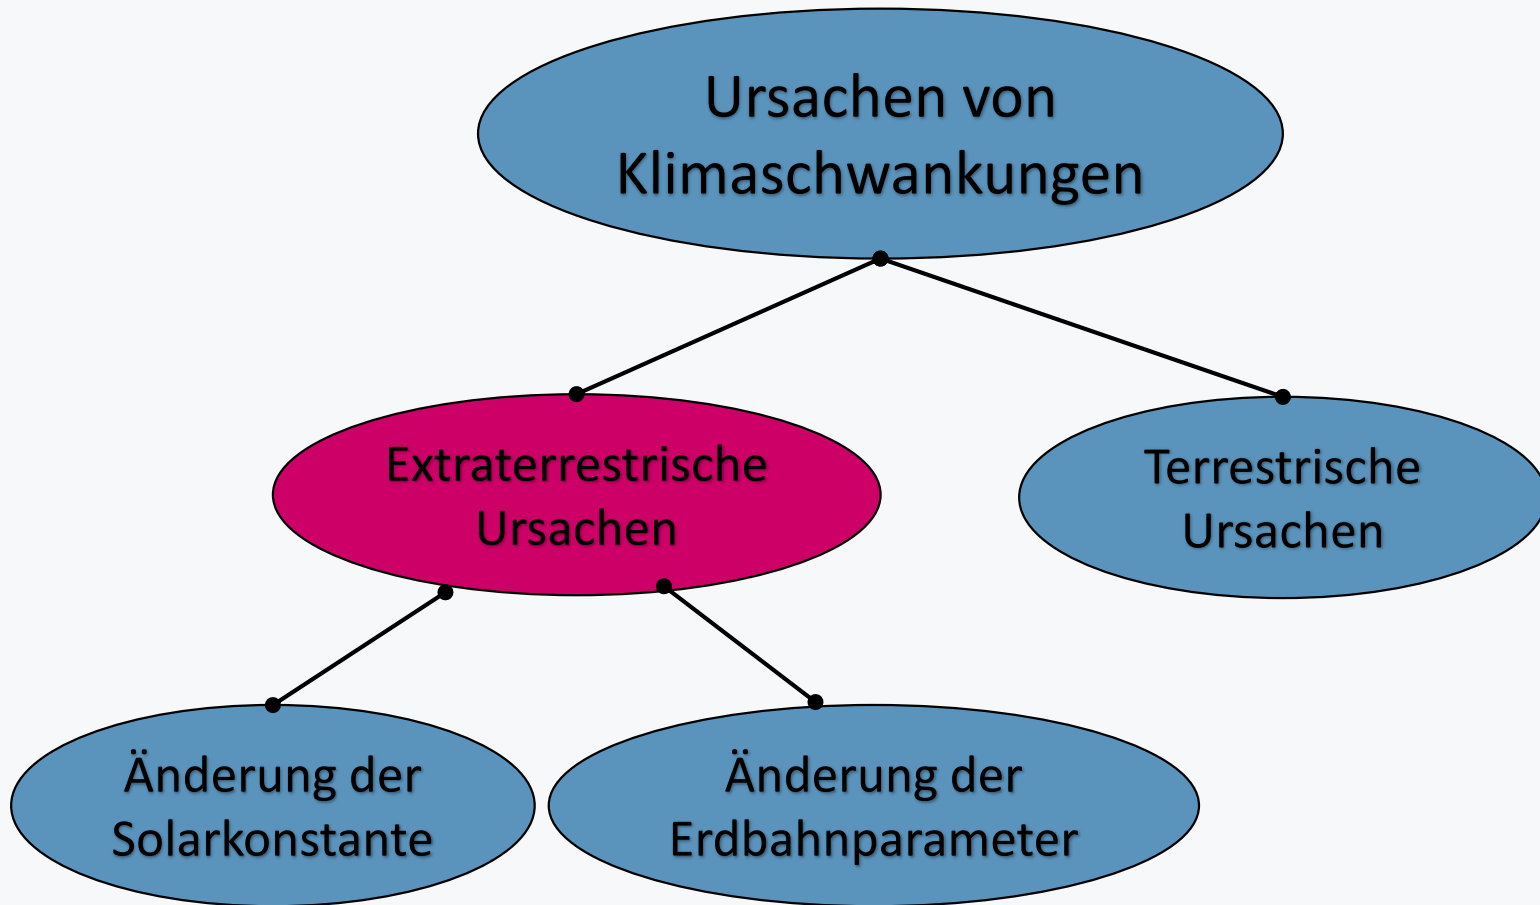 Ursachen von
Klimaschwankungen
Extraterrestrische
Ursachen
Terrestrische
Ursachen
Änderung der
Solarkonstante
Änderung der
Erdbahnparameter